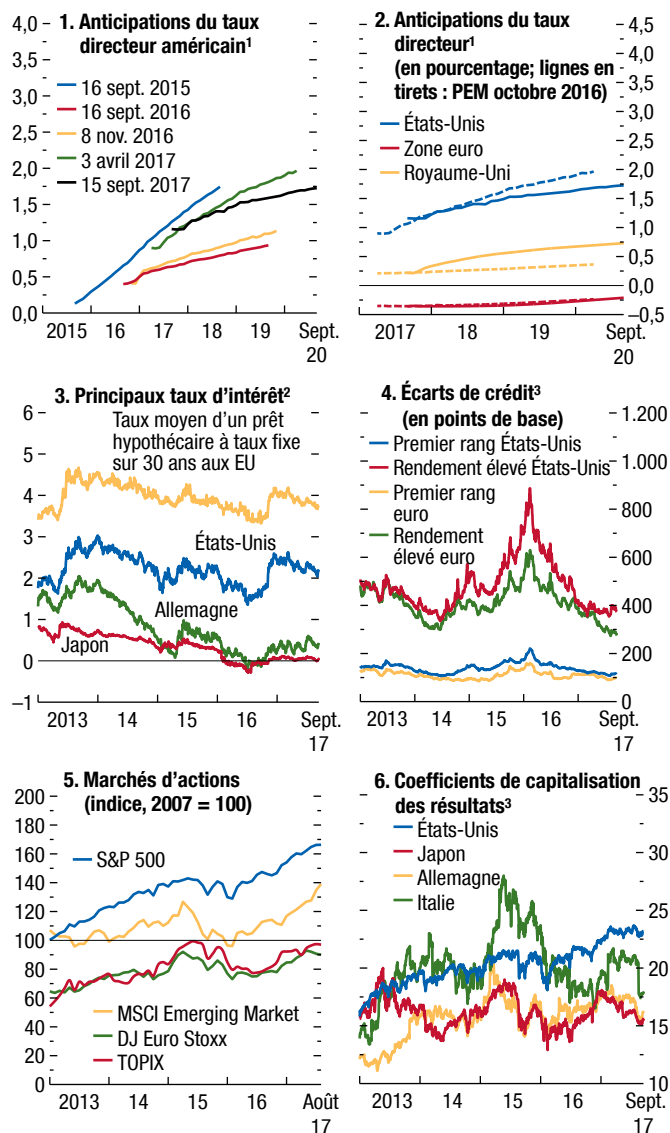 1. Anticipations du taux
directeur américain¹
4,0
3,5
3,0
2,5
2,0
1,5
1,0
0,5
0,0
16 sept. 2015
16 sept. 2016
8 nov. 2016
3 avril 2017
15 sept. 2017
2015 16 17 18 19 Sept.
20
2. Anticipations du taux
directeur¹
(en pourcentage; lignes en
tirets : PEM octobre 2016)
États-Unis
Zone euro
Royaume-Uni
4,5
4,0
3,5
3,0
2,5
2,0
1,5
1,0
0,5
0,0
–0,5
2017 18 19 Sept.
20
3. Principaux taux d’intérêt²
6
5
4
3
2
1
0
–1
Taux moyen d’un prêt
hypothécaire à taux fixe
sur 30 ans aux EU
États-Unis
Allemagne
Japon
2013 14 15 16 Sept.
17
4. Écarts de crédit³
(en points de base)
Premier rang États-Unis
Rendement élevé États-Unis
Premier rang
euro
Rendement
élevé euro
1.200
1.000
800
600
400
200
0
2013 14 15 16 Sept.
17
5. Marchés d’actions
(indice, 2007 = 100)
200
180
160
140
120
100
80
60
40
20
0
S&P 500
MSCI Emerging Market
DJ Euro Stoxx
TOPIX
2013 14 15 16 Août
17
6. Coefficients de capitalisation
des résultats³
États-Unis
Japon
Allemagne
Italie
35
30
25
20
15
10
2013 14 15 16 Sept.
17